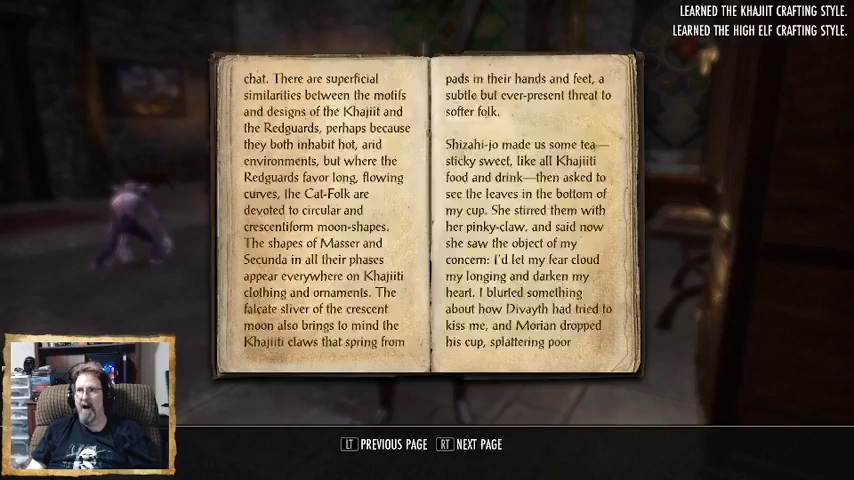 LEARNED THE KHAJIIT CRAFTING STYLE.
LEARNED THE HIGH ELF CRAFTING STYLE.
chat. There are superficial
similarities between the motifs
and designs of the Khajiit and
the Redguards, perhaps because
they both inhabit hot, arid
environments, but where the
Redguards favor long, flowing
curves, the Cat-Folk are
devoted to circular and
crescentiform moon-shapes.
The shapes of Masser and
Secunda in all their phases
appear everywhere on Khajiiti
clothing and ornaments. The
falcate sliver of the crescent
moon also brings to mind the
Khajiiti claws that spring from
pads in their hands and feet, a
subtle but ever-present threat to
softer folk.
Shizahi-jo made us some tea—
sticky sweet, like all Khajiiti
food and drink—then asked to
see the leaves in the bottom of
my cup. She stirred them with
her pinky-claw, and said now
she saw the object of my
concern: I'd let my fear cloud
my longing and darken my
heart. I blurted something
about how Divayth had tried to
kiss me, and Morian dropped
his cup, splattering poor
LT PREVIOUS PAGE RT NEXT PAGE